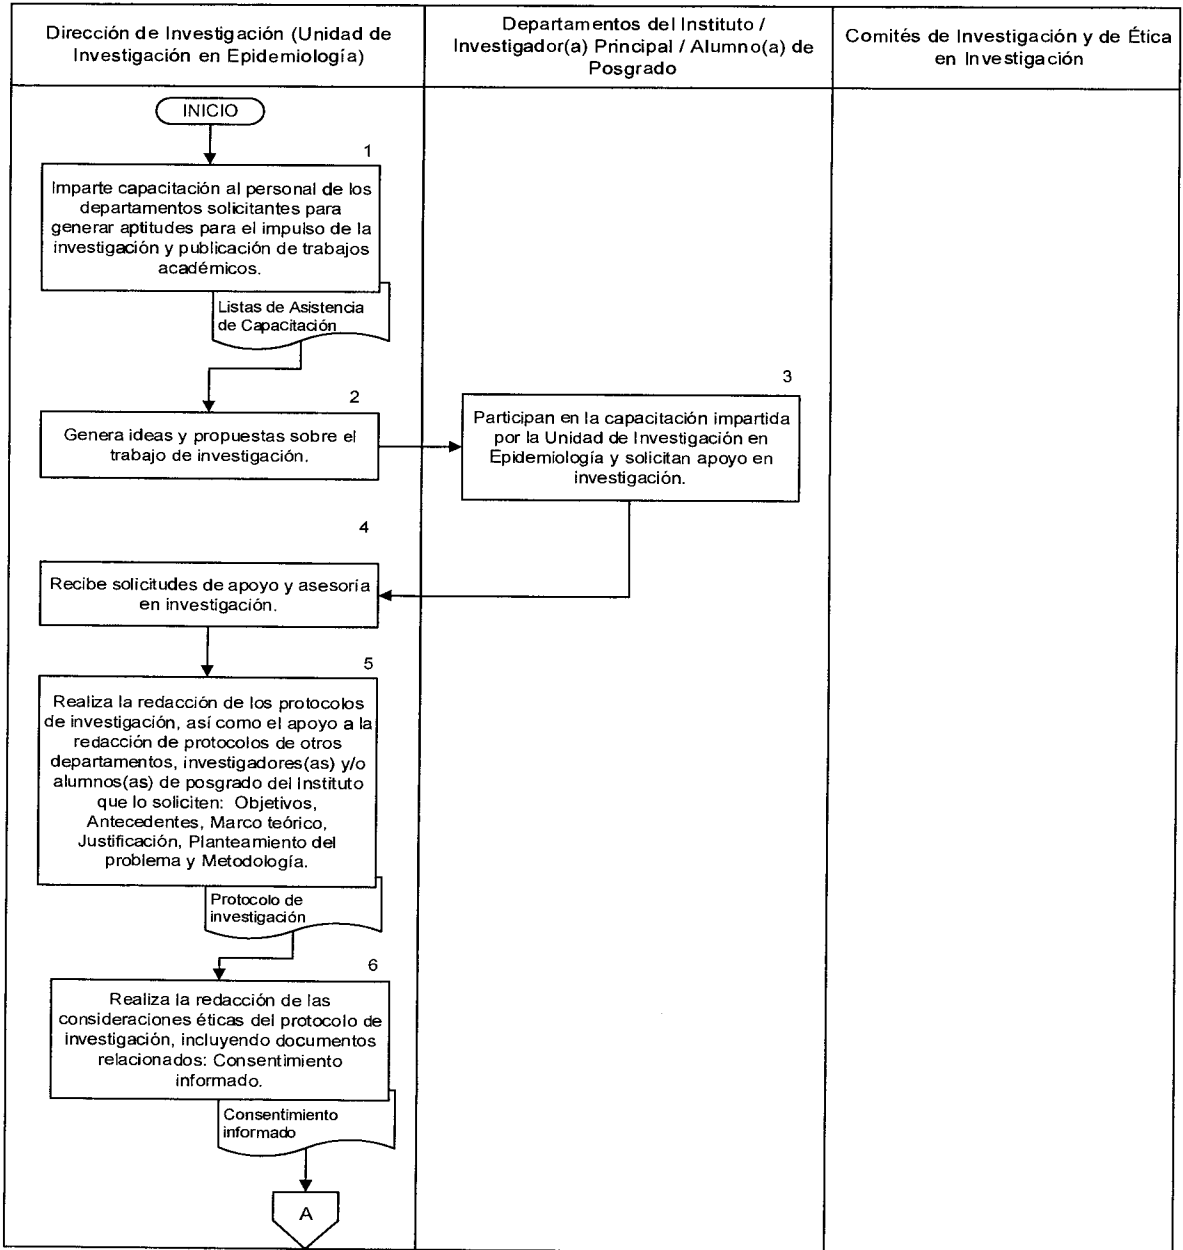 Dirección de Investigación (Unidad de
Investigación en Epidemiología)
Departamentos del Instituto /
Investigador(a) Principal / Alumno(a) de
Posgrado
Comités de Investigación y de Ética
en Investigación
INICIO
1
Imparte capacitación al personal de los
departamentos solicitantes para
generar aptitudes para el impulso de la
investigación y publicación de trabajos
académicos.
Listas de Asistencia
de Capacitación
2
Genera ideas y propuestas sobre el
trabajo de investigación.
3
Participan en la capacitación impartida
por la Unidad de Investigación en
Epidemiología y solicitan apoyo en
investigación.
4
Recibe solicitudes de apoyo y asesoría
en investigación.
5
Realiza la redacción de los protocolos
de investigación, así como el apoyo a la
redacción de protocolos de otros
departamentos, investigadores(as) y/o
alumnos(as) de posgrado del Instituto
que lo soliciten: Objetivos,
Antecedentes, Marco teórico,
Justificación, Planteamiento del
problema y Metodología.
Protocolo de
investigación
6
Realiza la redacción de las
consideraciones éticas del protocolo de
investigación, incluyendo documentos
relacionados: Consentimiento
informado.
Consentimiento
informado
A